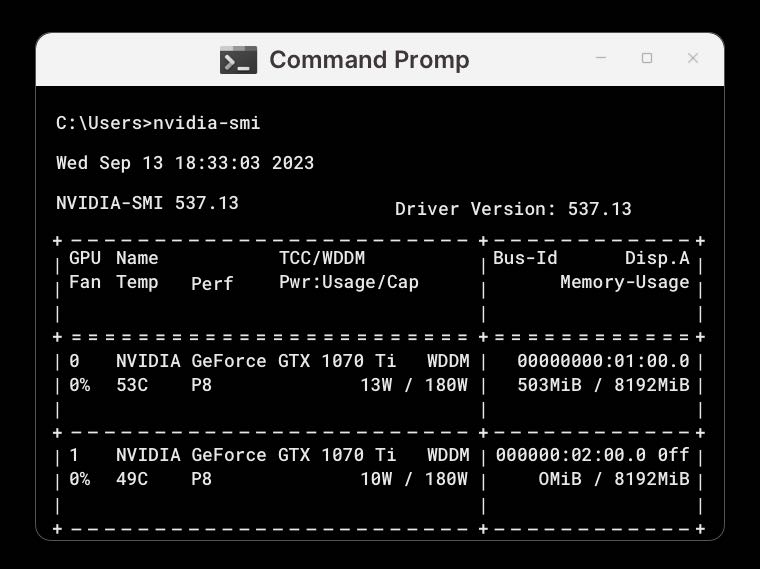 Command Promp
C:\Users>nvidia-smi
Wed Sep 13 18:33:03 2023
NVIDIA-SMI 537.13 Driver Version: 537.13
+ - - - - - - - - - - - - - - - - - - - - - - - - - - + - - - - - - - - - - - - +
| GPU Name TCC/WDDM | Bus-Id Disp.A |
| Fan Temp Perf Pwr:Usage/Cap | Memory-Usage |
| | |
+ = = = = = = = = = = = = = = = = = = = = = = = = = = + = = = = = = = = = = = = +
| 0 NVIDIA GeForce GTX 1070 Ti WDDM | 00000000:01:00.0 |
| 0% 53C P8 13W / 180W | 503MiB / 8192MiB |
| | |
+ - - - - - - - - - - - - - - - - - - - - - - - - - - + - - - - - - - - - - - - +
| 1 NVIDIA GeForce GTX 1070 Ti WDDM | 000000:02:00.0 0ff |
| 0% 49C P8 10W / 180W | 0MiB / 8192MiB |
| | |
+ - - - - - - - - - - - - - - - - - - - - - - - - - - + - - - - - - - - - - - - +